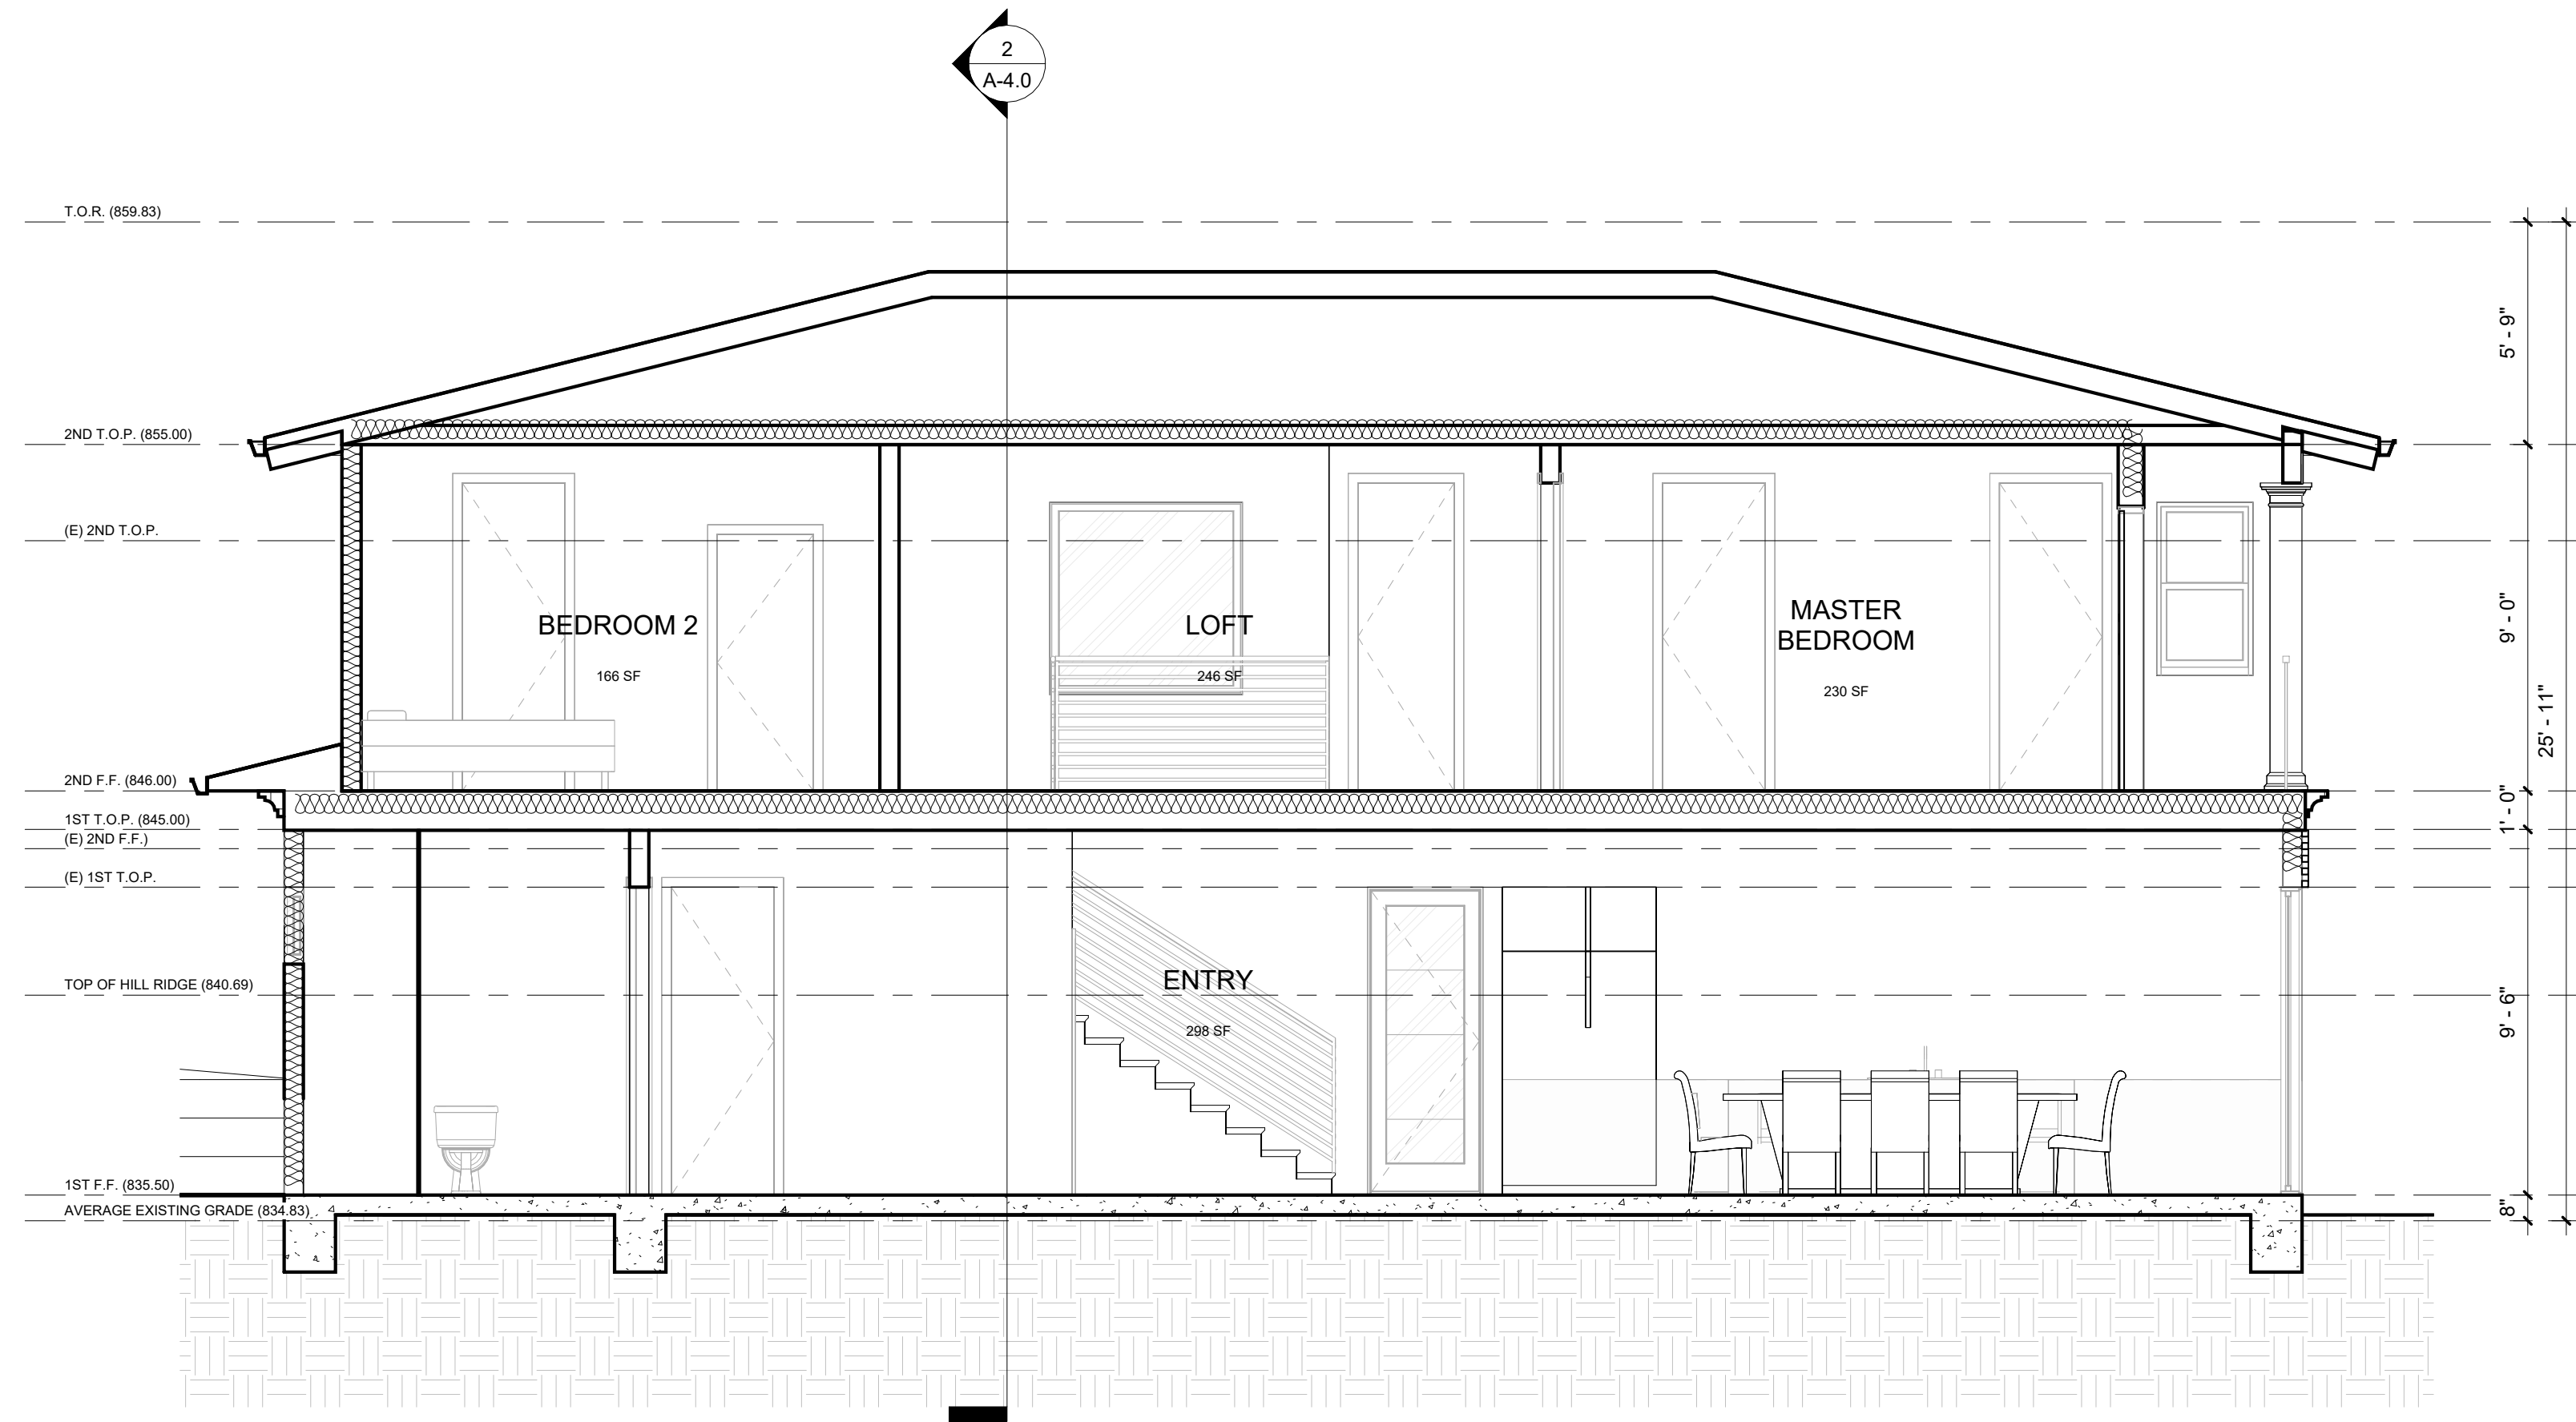 2
A-4.0
T.O.R. (859.83)
5' - 9"
2ND T.O.P. (855.00)
(E) 2ND T.O.P.
BEDROOM 2
166 SF
LOFT
246 SF
MASTER
BEDROOM
230 SF
9' - 0"
25' - 11"
2ND F.F. (846.00)
1' - 0"
1ST T.O.P. (845.00)
(E) 2ND F.F.)
(E) 1ST T.O.P.
TOP OF HILL RIDGE (840.69)
ENTRY
298 SF
9' - 6"
1ST F.F. (835.50)
AVERAGE EXISTING GRADE (834.83)
8"